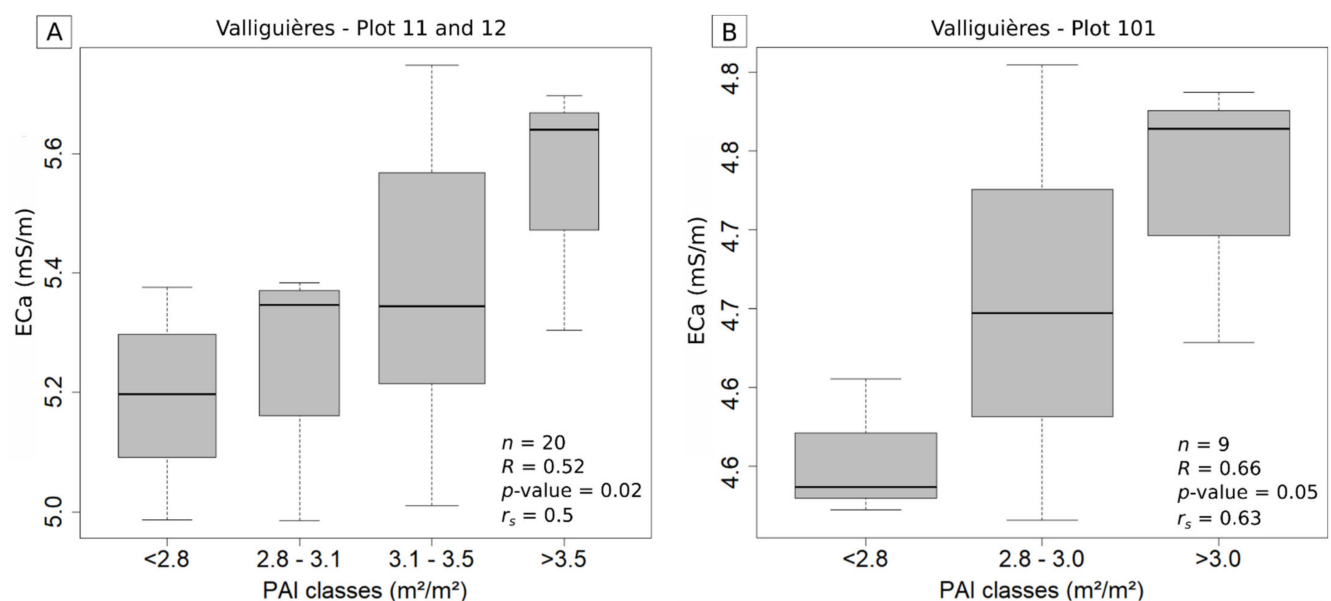 A
Valliguières - Plot 11 and 12
ECa (mS/m)
5.6
5.4
5.2
5.0
n = 20
R = 0.52
p-value = 0.02
rs = 0.5
<2.8
2.8 - 3.1
3.1 - 3.5
>3.5
PAI classes (m²/m²)
B
Valliguières - Plot 101
ECa (mS/m)
4.8
4.8
4.7
4.7
4.6
4.6
n = 9
R = 0.66
p-value = 0.05
rs = 0.63
<2.8
2.8 - 3.0
>3.0
PAI classes (m²/m²)